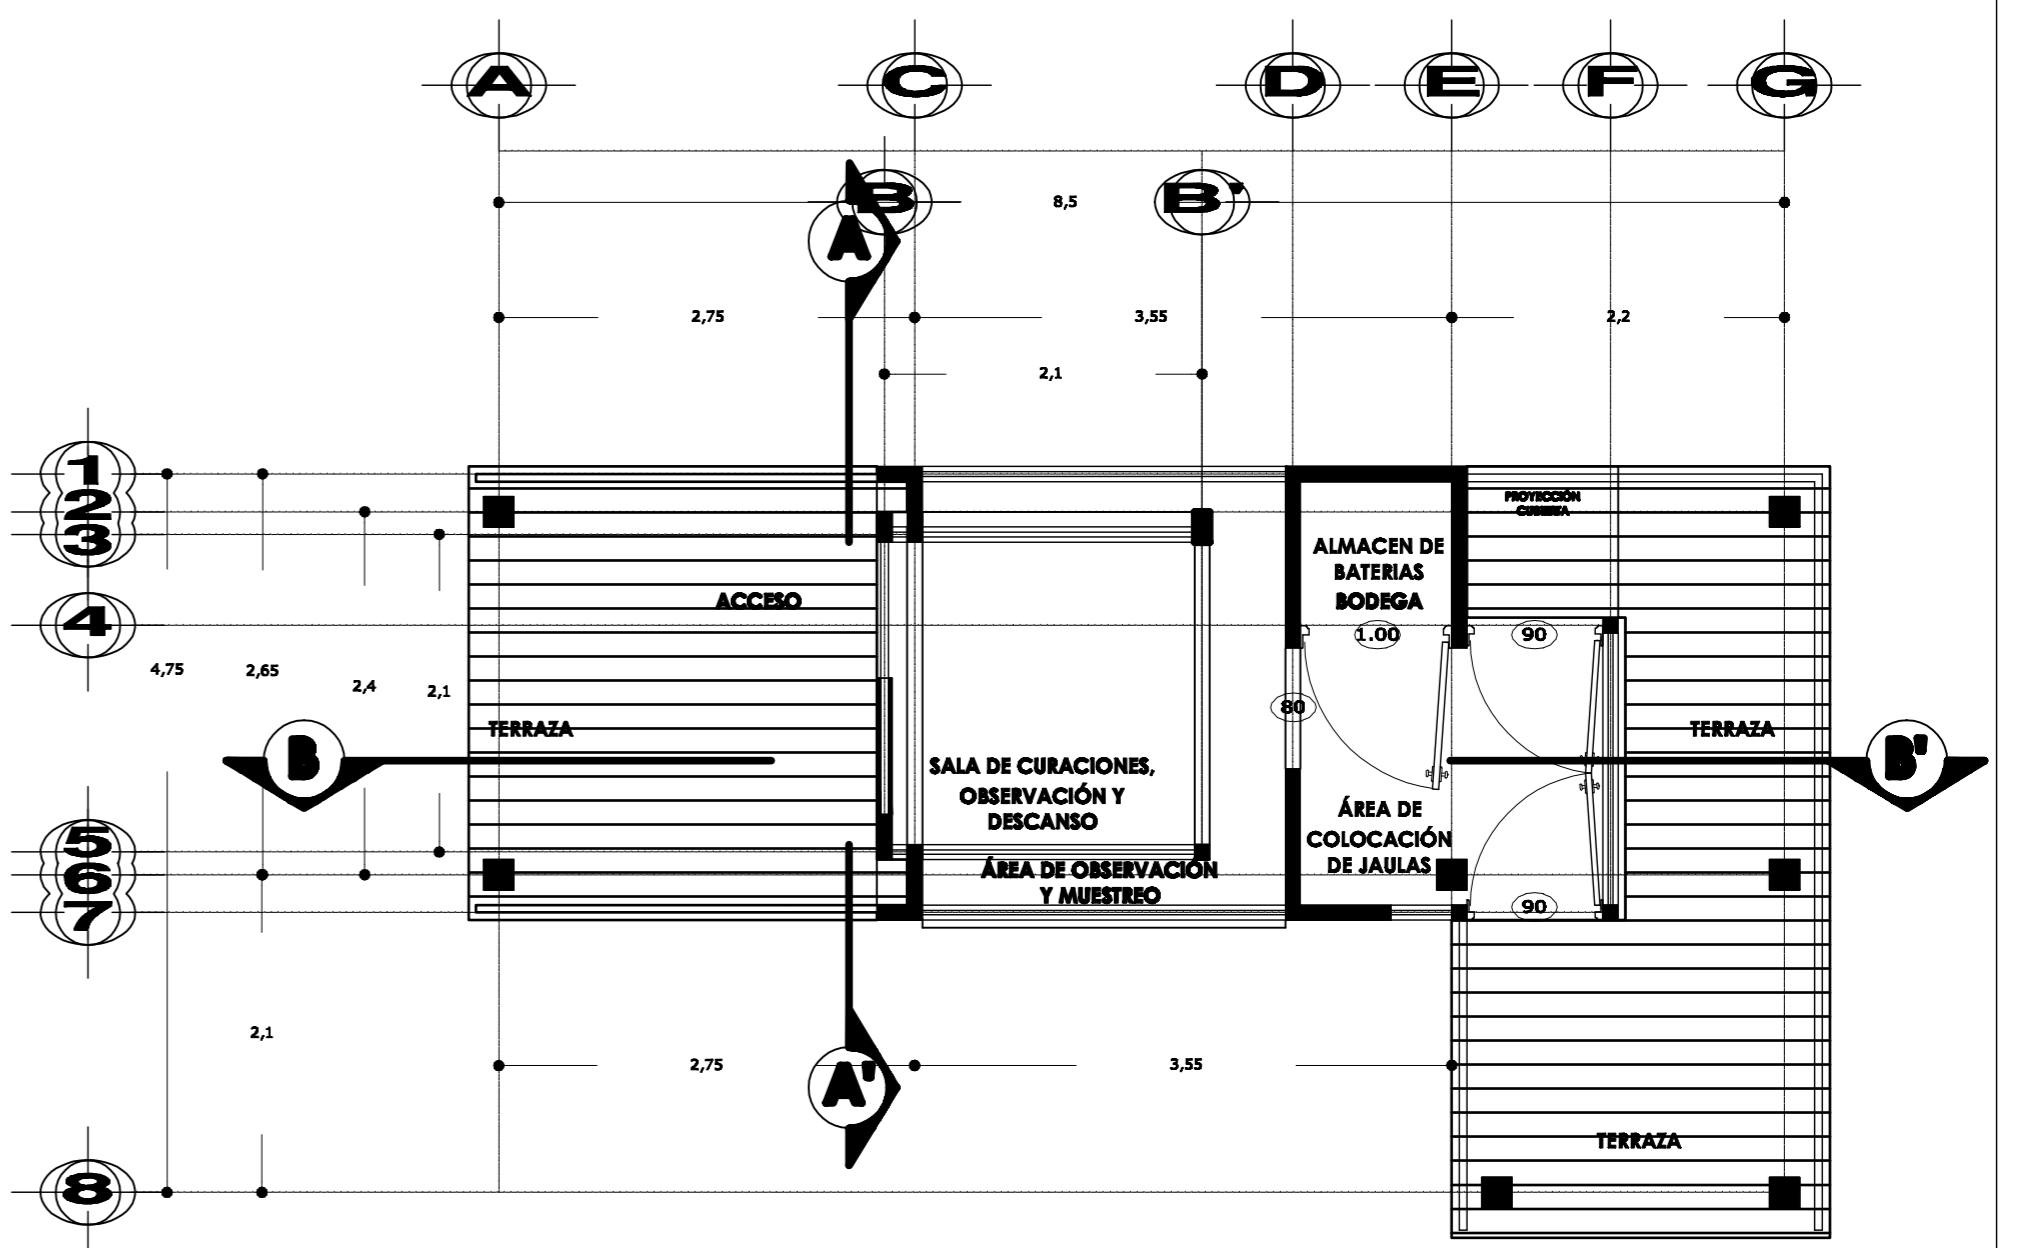 A
C
D
E
F
G
B
8,5
B'
A
2,75
3,55
2,2
2,1
1
2
3
4
PROYECCIÓN
CUBIERTA
ALMACEN DE
BATERIAS
BODEGA
ACCESO
1.00
90
4,75
2,65
2,4
2,1
80
TERRAZA
TERRAZA
B
B'
SALA DE CURACIONES,
OBSERVACIÓN Y
DESCANSO
ÁREA DE
COLOCACIÓN
DE JAULAS
ÁREA DE OBSERVACIÓN
Y MUESTREO
5
6
7
90
2,1
2,75
A'
3,55
TERRAZA
8